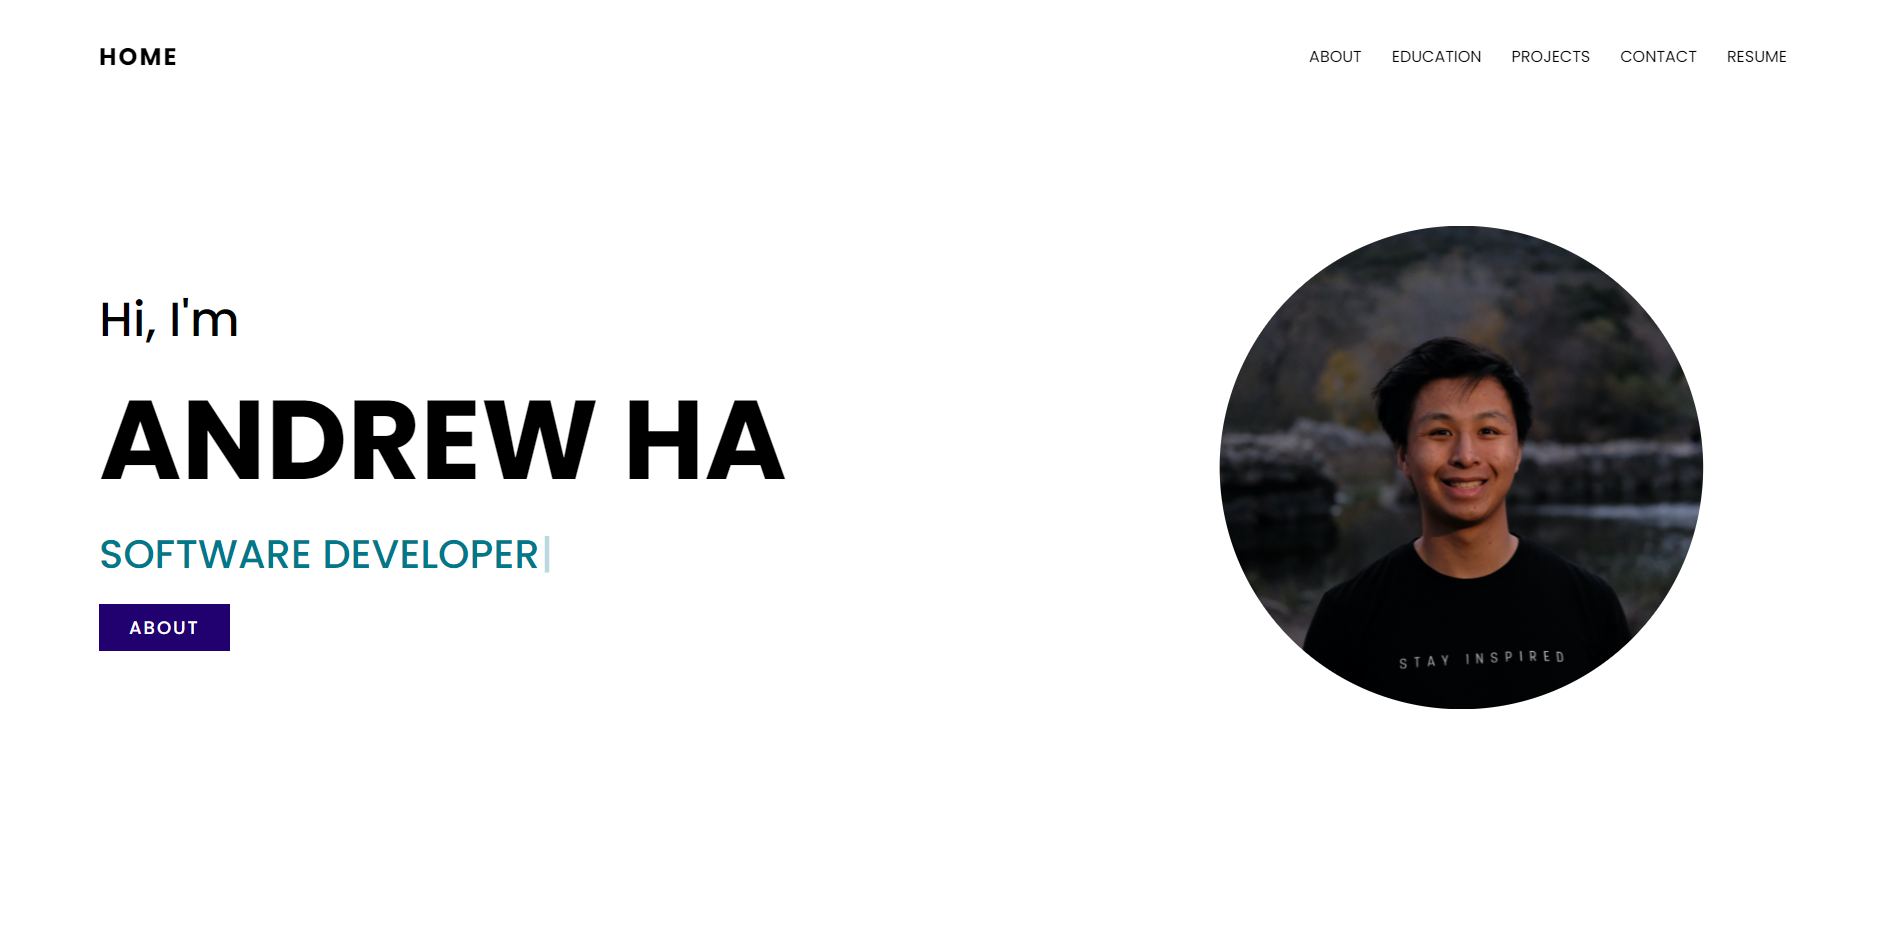 HOME
ABOUT EDUCATION PROJECTS CONTACT RESUME
Hi, I'm
ANDREW HA
SOFTWARE DEVELOPER
ABOUT
STAY INSPIRED